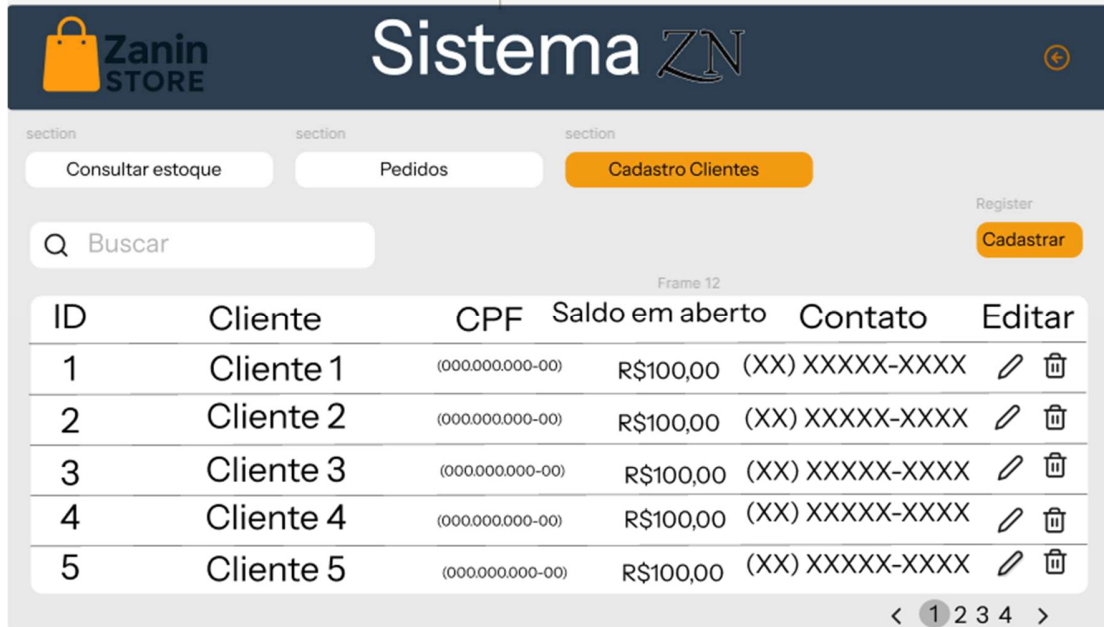 Zanin
STORE
Sistema ZN
section section section
Consultar estoque Pedidos Cadastro Clientes
Register
Buscar Cadastrar
Frame 12
ID Cliente CPF Saldo em aberto Contato Editar
1 Cliente 1 (000.000.000-00) R$100,00 (XX) XXXXX-XXXX
2 Cliente 2 (000.000.000-00) R$100,00 (XX) XXXXX-XXXX
3 Cliente 3 (000.000.000-00) R$100,00 (XX) XXXXX-XXXX
4 Cliente 4 (000.000.000-00) R$100,00 (XX) XXXXX-XXXX
5 Cliente 5 (000.000.000-00) R$100,00 (XX) XXXXX-XXXX
< 1 2 3 4 >